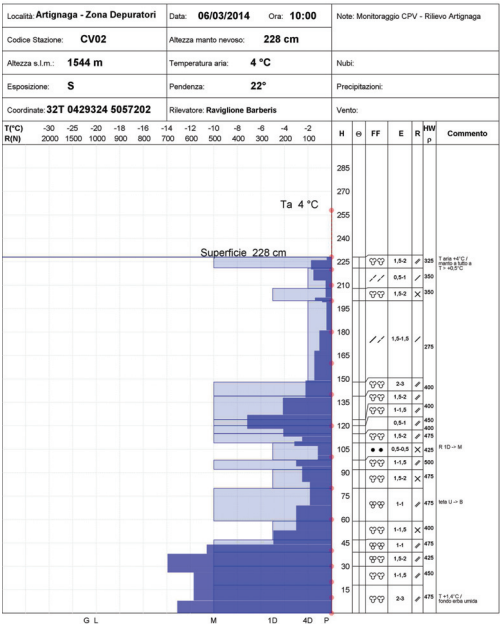 Località: Artignaga - Zona Depuratori Data: 06/03/2014 Ora: 10:00 Note: Monitoraggio CPV - Rilievo Artignaga
Codice Stazione: CV02 Altezza manto nevoso: 228 cm
Altezza s.l.m.: 1544 m Temperatura aria: 4 °C Nubi:
Esposizione: S Pendenza: 22° Precipitazioni:
Coordinate: 32T 0429324 5057202 Rilevatore: Raviglione Barberis Vento:
T(°C) -30 -20 -19 -18 -16 -14 -12 -10 -8 -6 -4 -2 H FF E R HW Commento
R(N) 2000 1500 1000 900 800 700 600 500 400 300 200 100 ρ
285
270
Ta 4 °C
255
240
Superficie 228 cm
225 1,5-2 325 T aria +4°C /
manto a tutto a
T > +0,5°C
210 0,5-1 350
1,5-2 350
195
180
1,5-1,5 275
165
150
2-3 400
135 1,5-2
1-1,5 400
120 0,5-1 450
400
1,5-2 475
105 0,5-0,5 425 R 1D -> M
1-1,5 500
90 1,5-2 475
75
1-1 475 teta U -> B
60
1-1,5 400
45 1-1 475
1,5-2 425
30
1-1,5 450
15
2-3 475 T +1,4°C /
fondo erba umida
G L M 1D 4D P